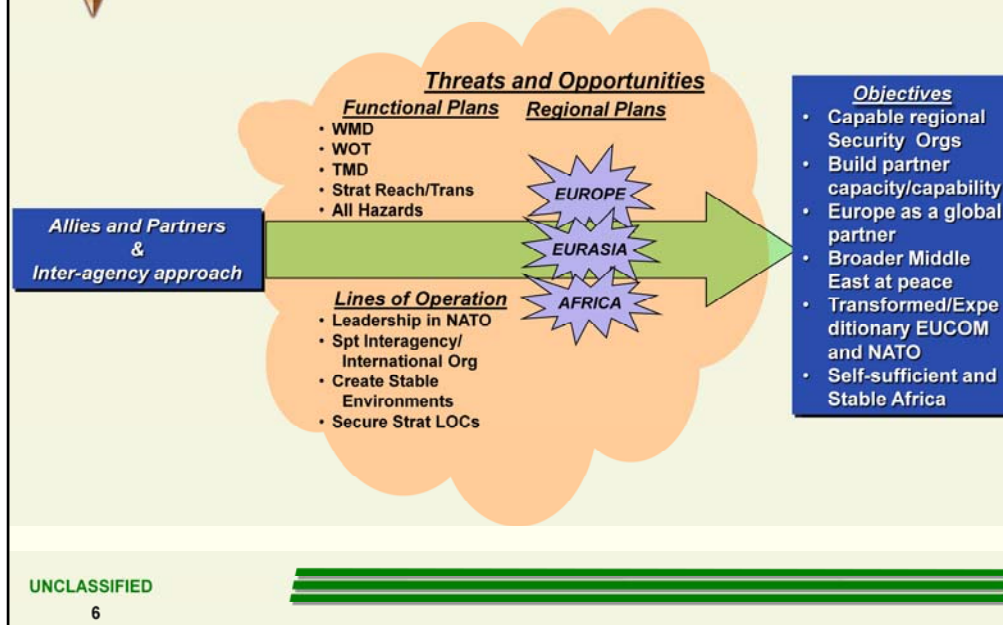 Threats and Opportunities
Functional Plans
• WMD
• WOT
• TMD
• Strat Reach/Trans
• All Hazards
Regional Plans
EUROPE
EURASIA
AFRICA
Allies and Partners
&
Inter-agency approach
Lines of Operation
• Leadership in NATO
• Spt Interagency/
International Org
• Create Stable
Environments
• Secure Strat LOCs
Objectives
• Capable regional
Security Orgs
• Build partner
capacity/capability
• Europe as a global
partner
• Broader Middle
East at peace
• Transformed/Expe
ditionary EUCOM
and NATO
• Self-sufficient and
Stable Africa
UNCLASSIFIED
6